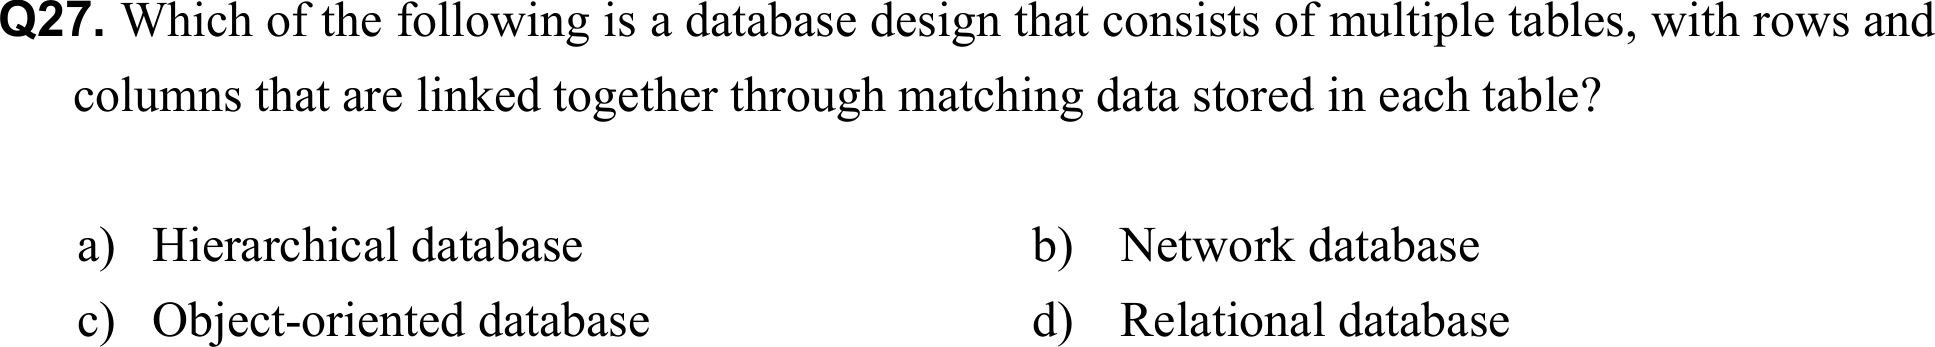 Q27. Which of the following is a database design that consists of multiple tables, with rows and
columns that are linked together through matching data stored in each table?
a) Hierarchical database b) Network database
c) Object-oriented database d) Relational database